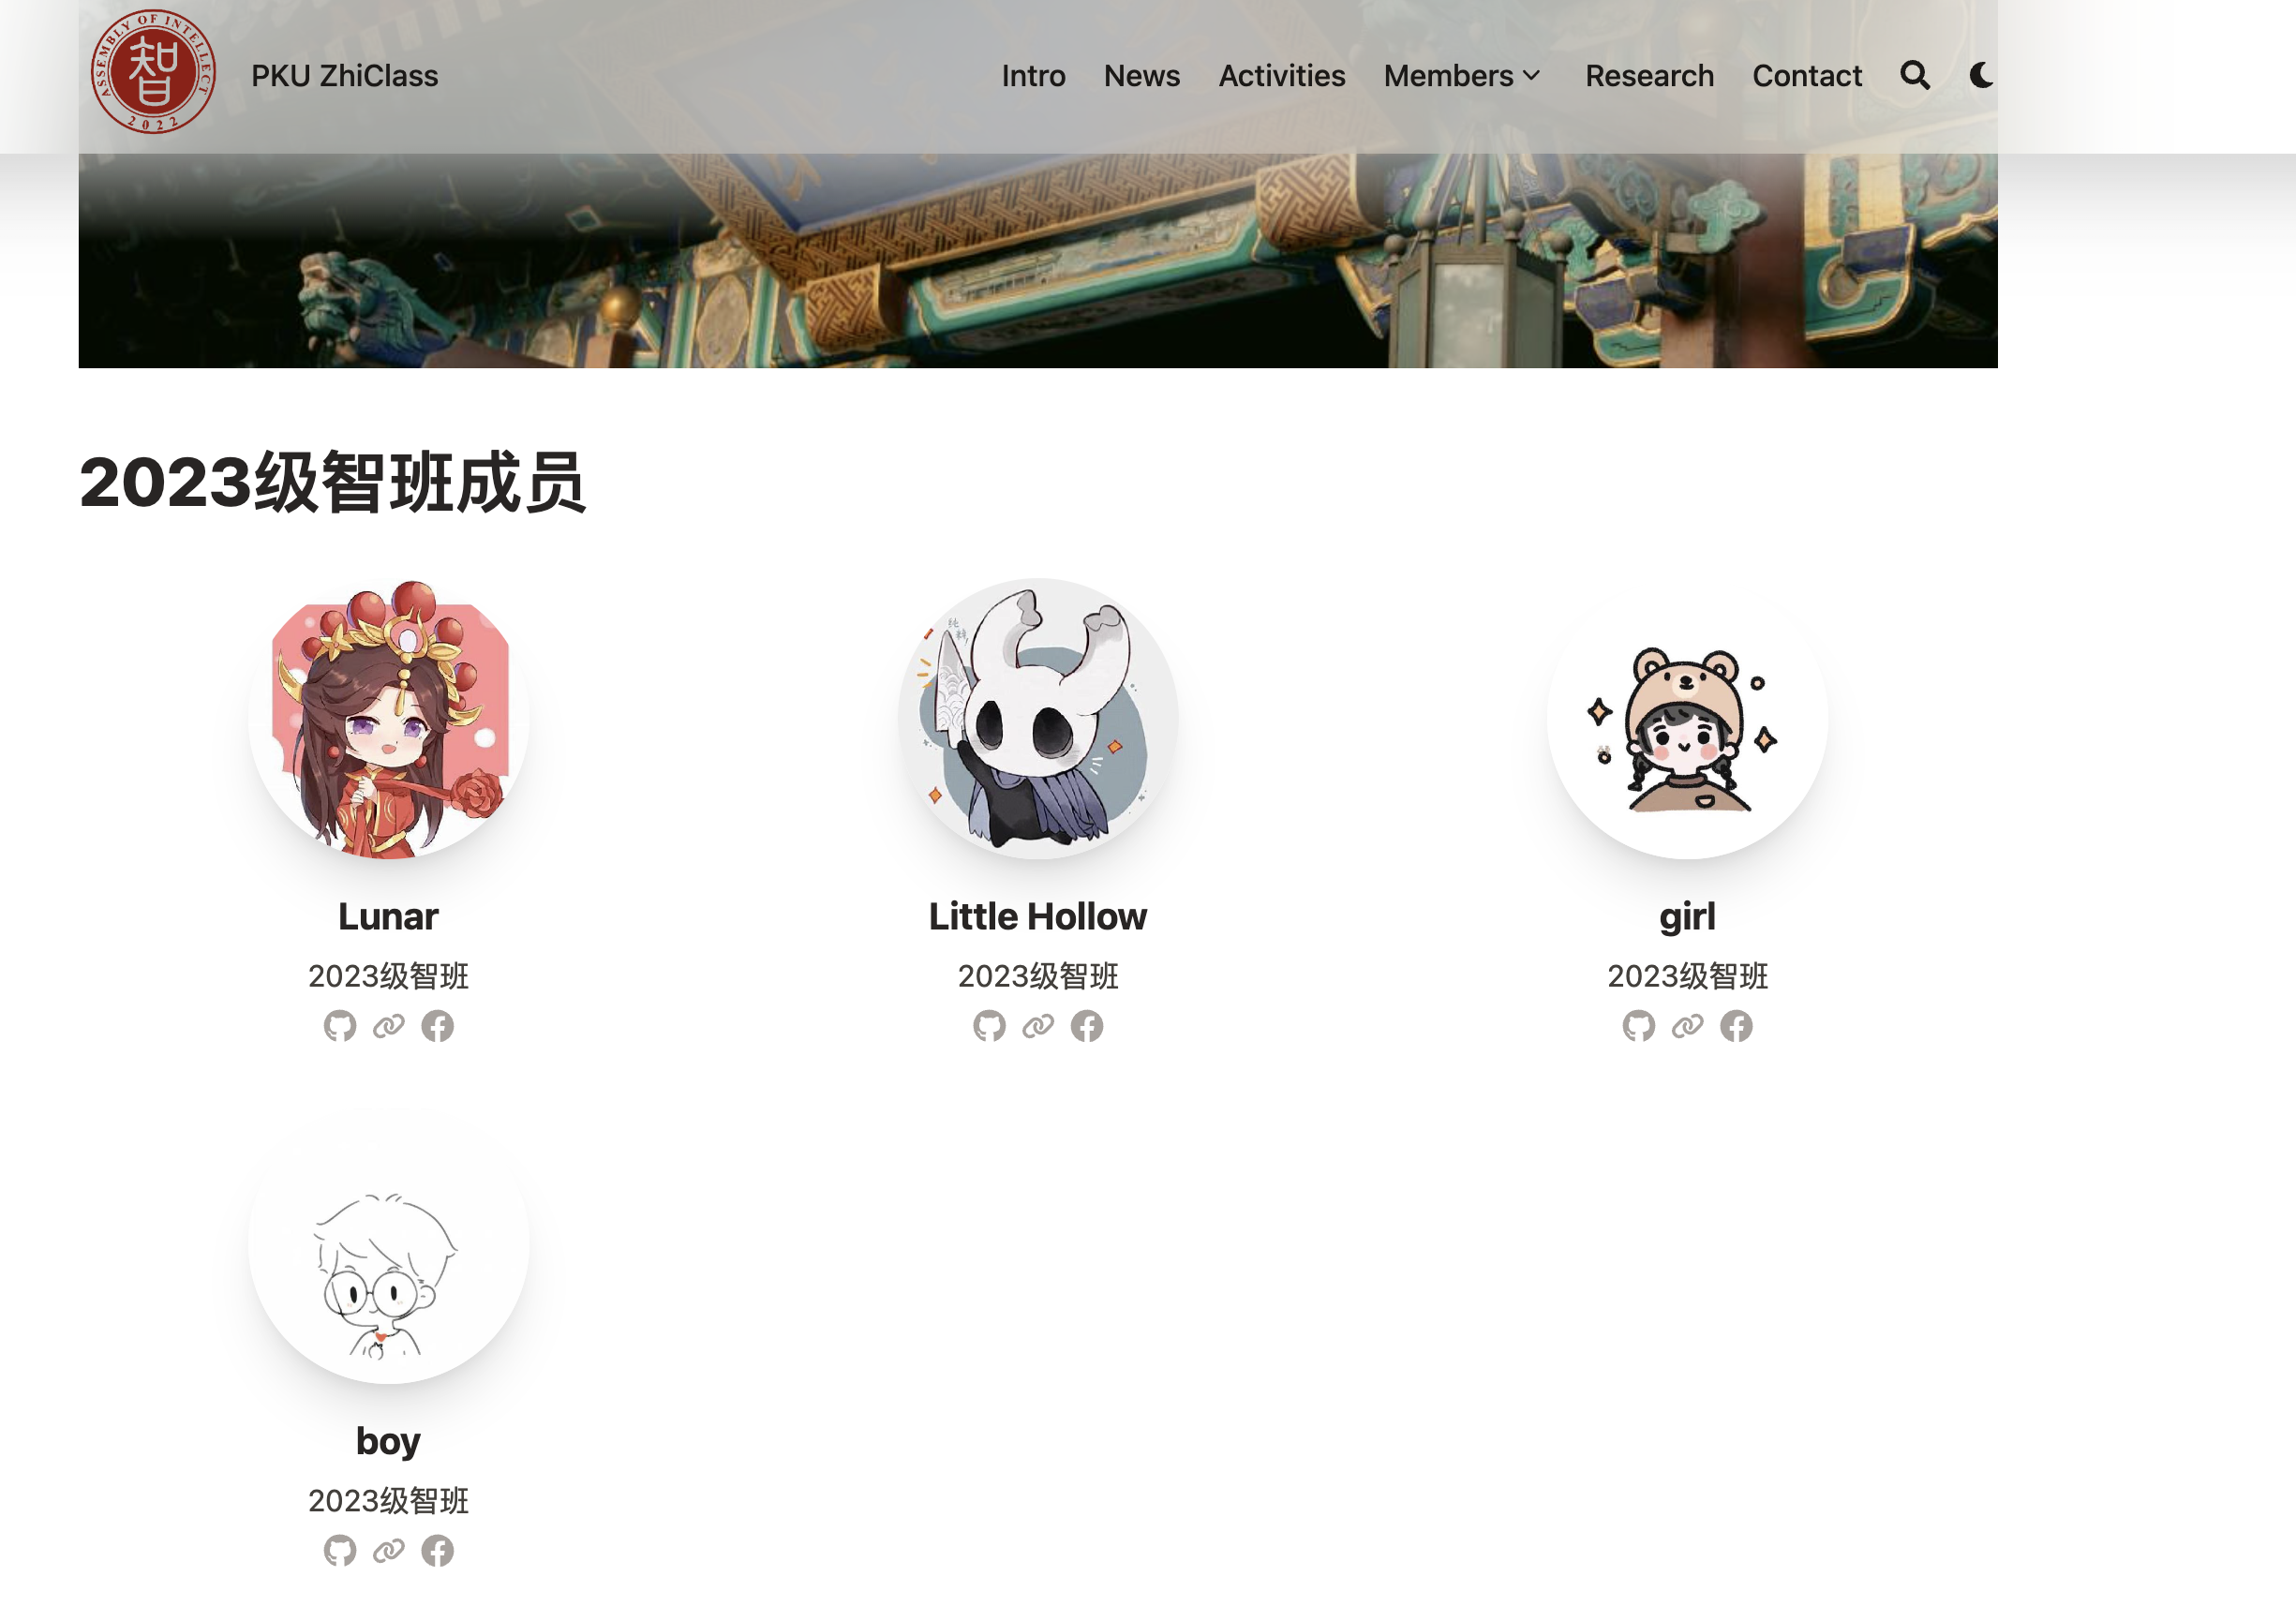 ASSEMBLY OF INTELLECT
智
2022
PKU ZhiClass
Intro News Activities Members Research Contact
2023级智班成员
Lunar
2023级智班
Little Hollow
2023级智班
girl
2023级智班
boy
2023级智班